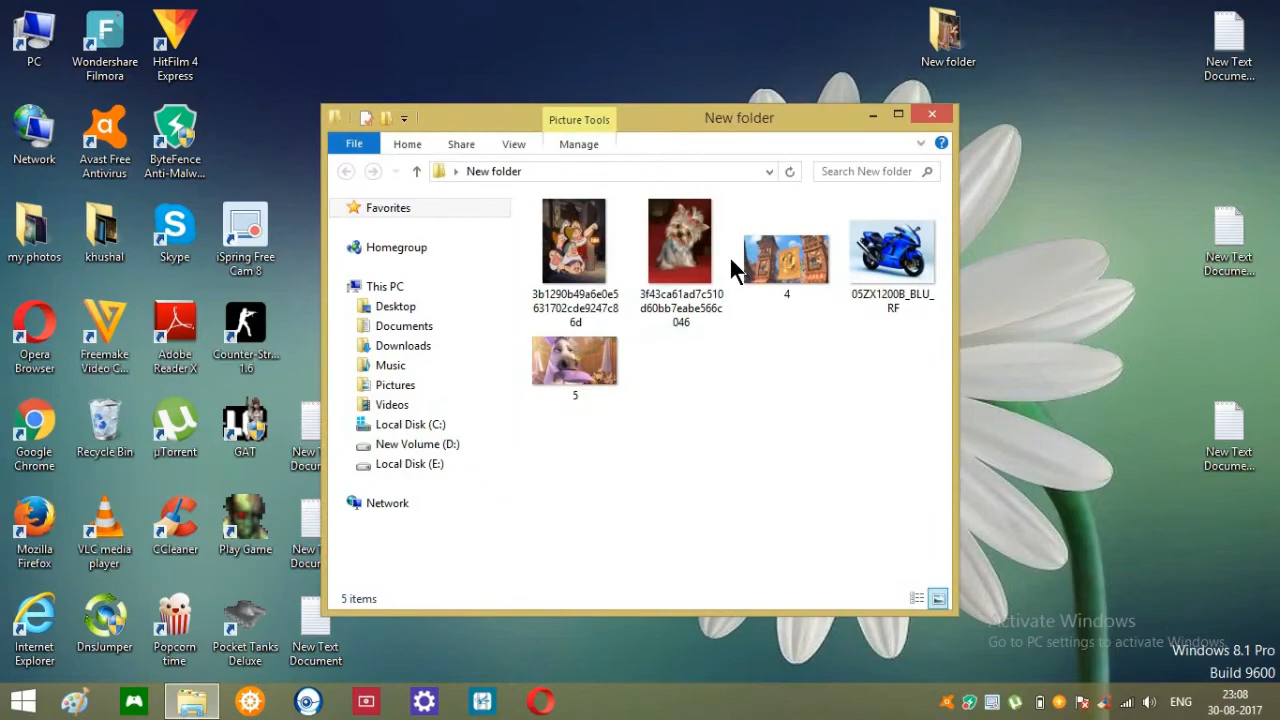 PC
Wondershare
Filmora
HitFilm 4
Express
New folder
New Text
Docume...
Network
Avast Free
Antivirus
ByteFence
Anti-Malw...
my photos
khushal
Skype
iSpring Free
Cam 8
New Text
Docume...
Opera
Browser
Freemake
Video C...
Adobe
Reader X
Counter-Str...
1.6
Google
Chrome
Recycle Bin
µTorrent
GAT
New
Docu
New Text
Docume...
Mozilla
Firefox
VLC media
player
CCleaner
Play Game
New
Docu
Internet
Explorer
DnsJumper
Popcorn
time
Pocket Tanks
Deluxe
New Text
Document
Picture Tools
New folder
File
Home
Share
View
Manage
New folder
Search New folder
Favorites
Homegroup
This PC
Desktop
Documents
Downloads
Music
Pictures
Videos
Local Disk (C:)
New Volume (D:)
Local Disk (E:)
Network
3b1290b49a6e0e5
631702cde9247c8
6d
3f43ca61ad7c510
d60bb7eabe566c
046
4
05ZX1200B_BLU_
RF
5
5 items
Activate Windows
Go to PC settings to activate Windows.
Windows 8.1 Pro
Build 9600
ENG
23:08
30-08-2017